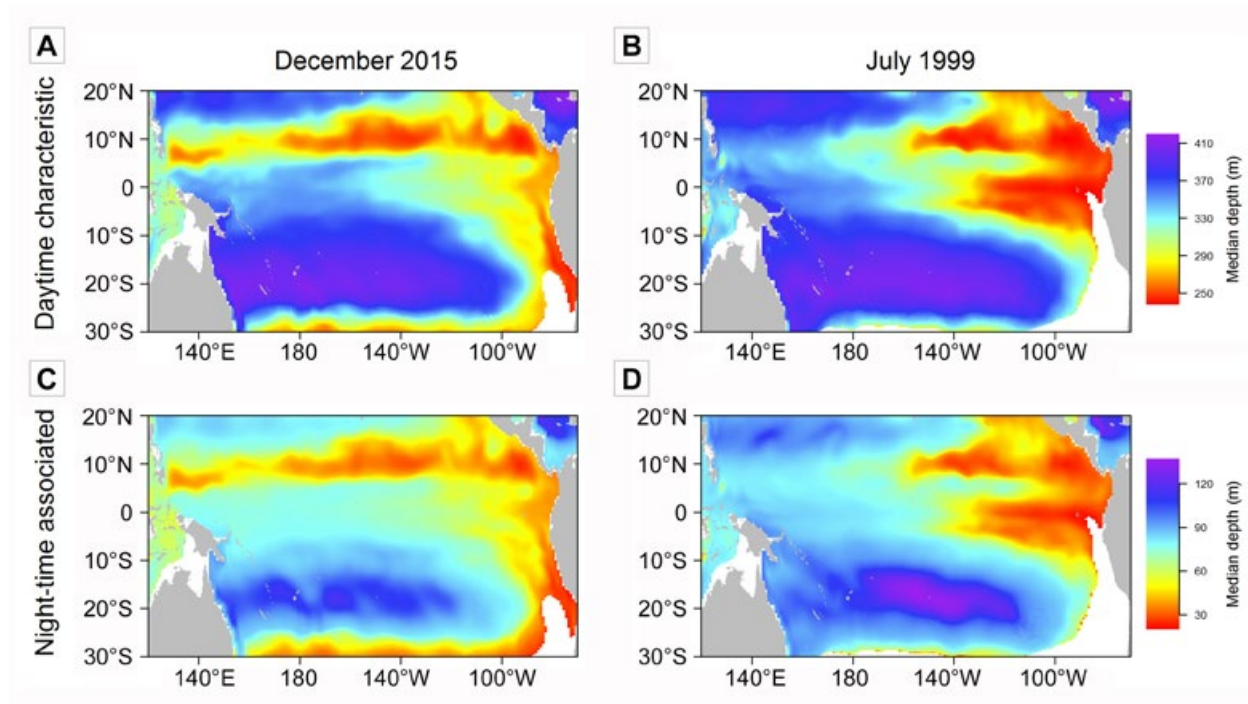 A
December 2015
B
July 1999
Daytime characteristic
20°N
10°N
0
10°S
20°S
30°S
140°E
180
140°W
100°W
20°N
10°N
0
10°S
20°S
30°S
140°E
180
140°W
100°W
410
370
330
290
250
Median depth (m)
C
D
Night-time associated
20°N
10°N
0
10°S
20°S
30°S
140°E
180
140°W
100°W
20°N
10°N
0
10°S
20°S
30°S
140°E
180
140°W
100°W
120
90
60
30
Median depth (m)